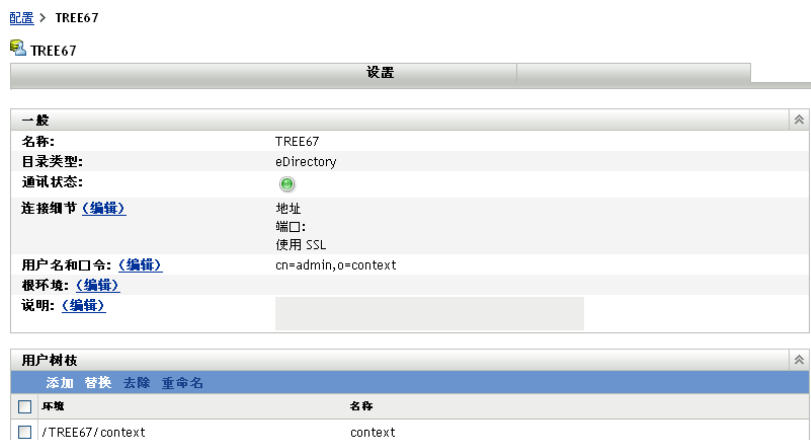 配置 > TREE67
TREE67
设置
一般
名称: TREE67
目录类型: eDirectory
通讯状态:
连接细节 (编辑) 地址
端口:
使用 SSL
用户名和口令: (编辑) cn=admin,o=context
根环境: (编辑)
说明: (编辑)
用户树枝
添加 替换 去除 重命名
环境 名称
/TREE67/context context